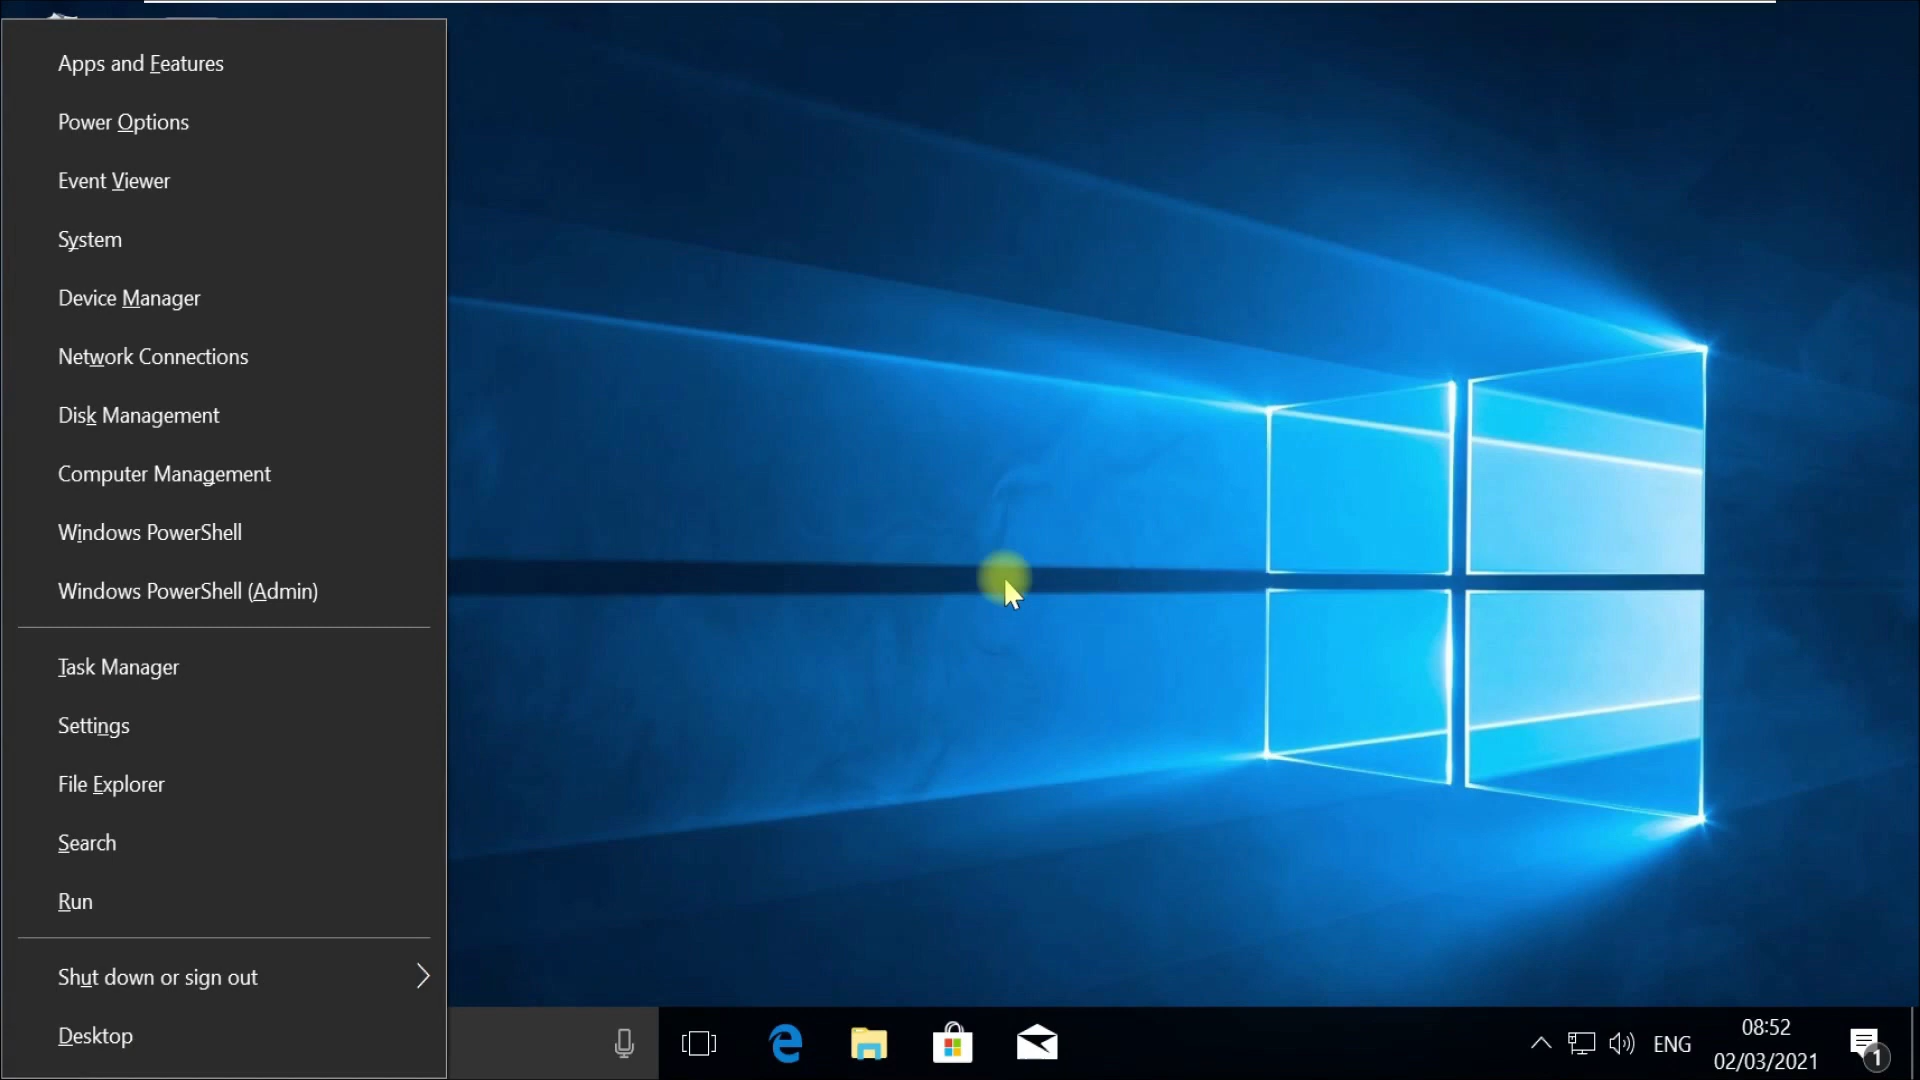 Apps and Features
Power Options
Event Viewer
System
Device Manager
Network Connections
Disk Management
Computer Management
Windows PowerShell
Windows PowerShell (Admin)
Task Manager
Settings
File Explorer
Search
Run
Shut down or sign out
Desktop
ENG
08:52
02/03/2021
1